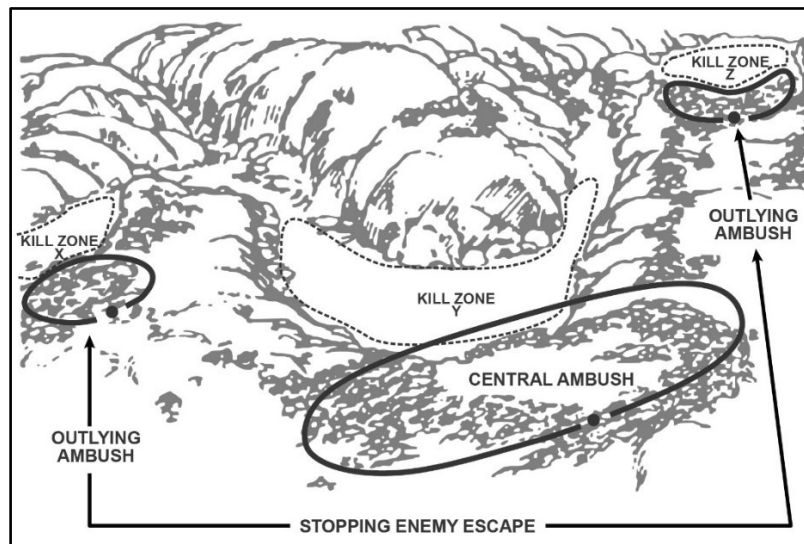 KILL ZONE
Z
OUTLYING
AMBUSH
KILL ZONE
X
KILL ZONE
Y
CENTRAL AMBUSH
OUTLYING
AMBUSH
STOPPING ENEMY ESCAPE